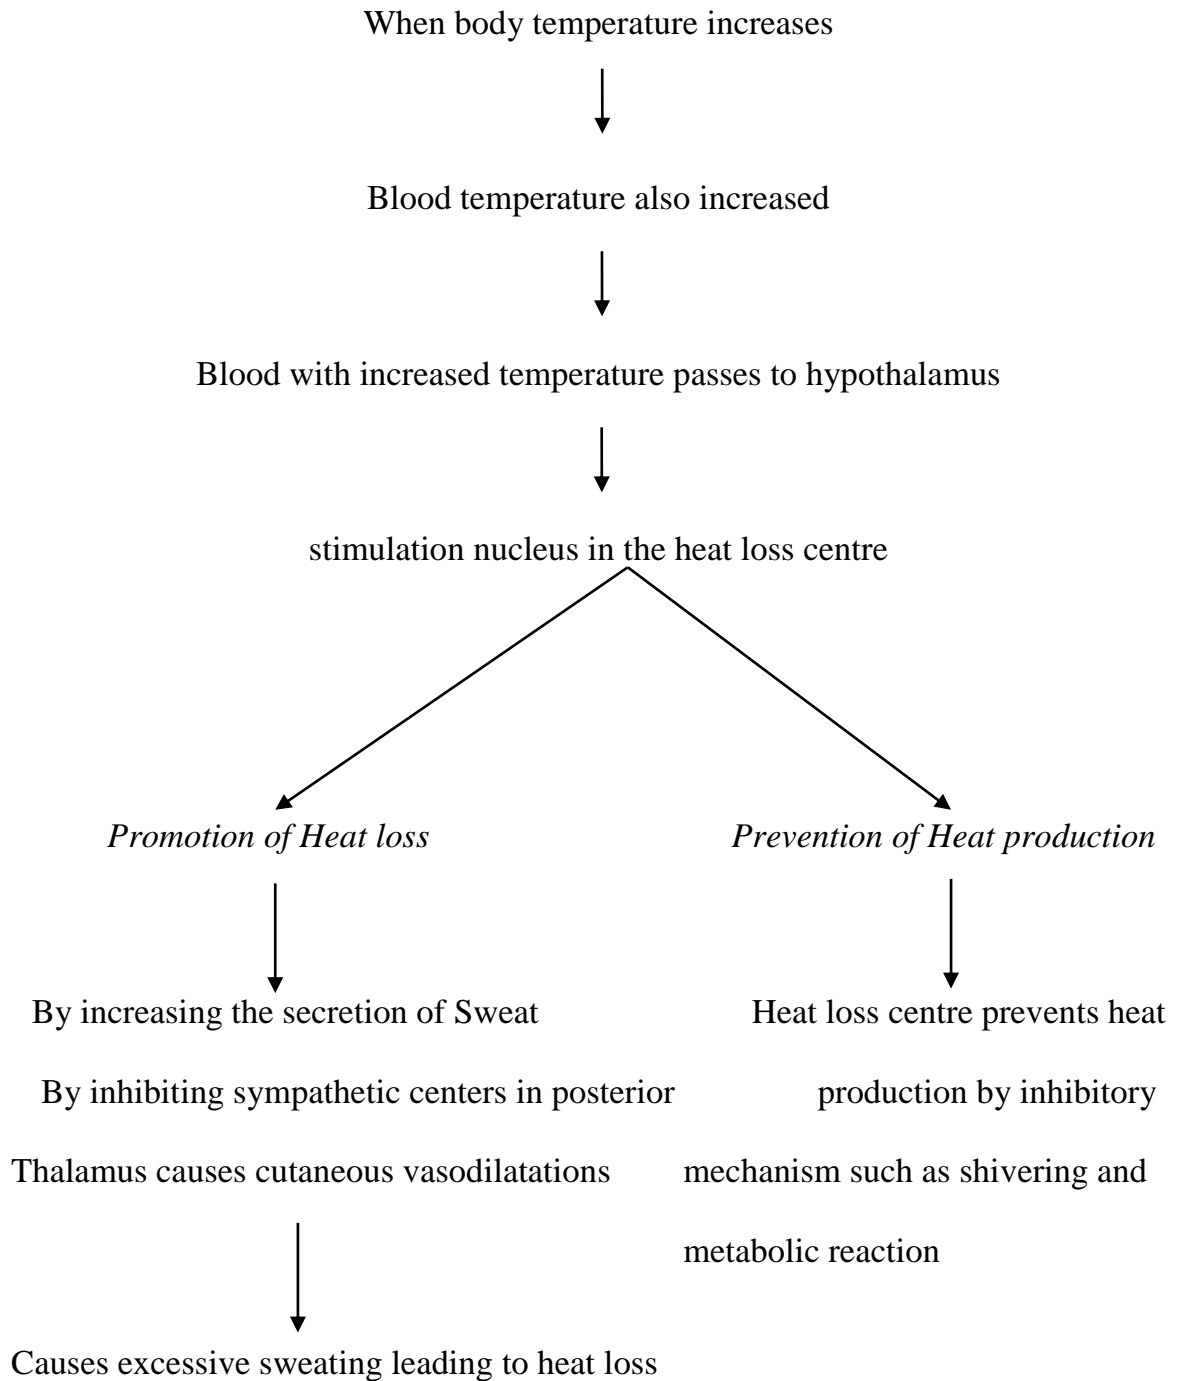 When body temperature increases
Blood temperature also increased
Blood with increased temperature passes to hypothalamus
stimulation nucleus in the heat loss centre
Promotion of Heat loss
Prevention of Heat production
By increasing the secretion of Sweat
By inhibiting sympathetic centers in posterior
Thalamus causes cutaneous vasodilatations
Causes excessive sweating leading to heat loss
Heat loss centre prevents heat
production by inhibitory
mechanism such as shivering and
metabolic reaction